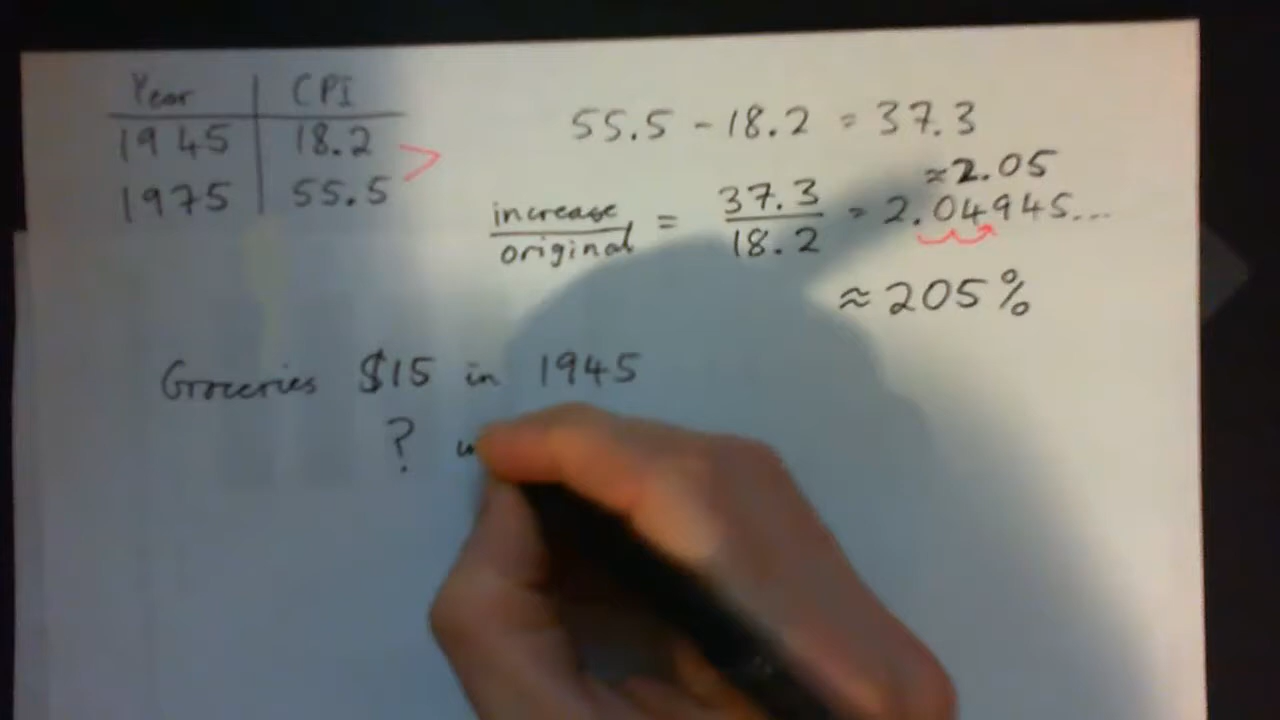 Year CPI
1945 18.2
1975 55.5
55.5 - 18.2 = 37.3
≈2.05
increase/original = 37.3/18.2 = 2.04945...
≈ 205%
Groceries $15 in 1945
?